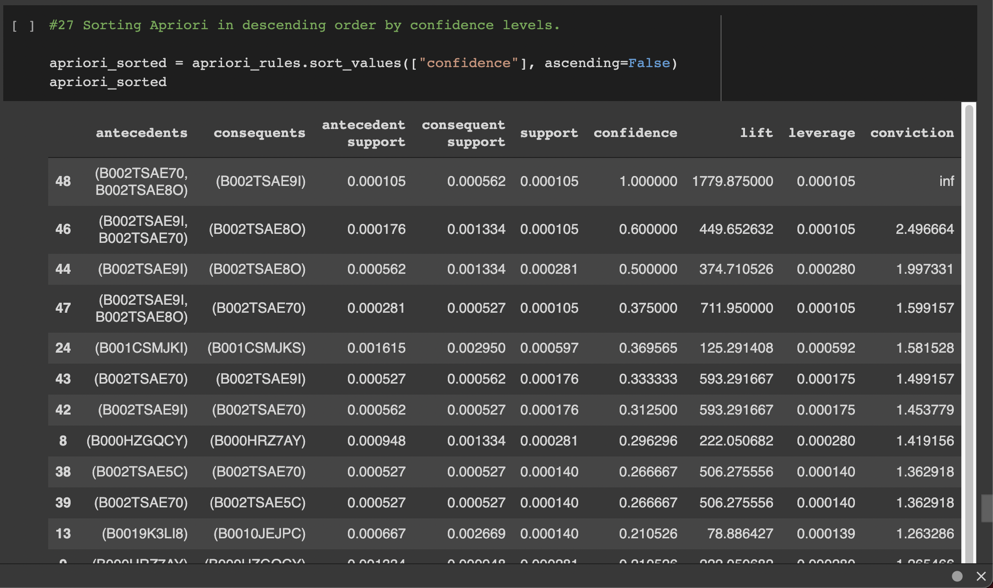 [ ] #27 Sorting Apriori in descending order by confidence levels.
apriori_sorted = apriori_rules.sort_values(["confidence"], ascending=False)
apriori_sorted
antecedents consequents antecedent support consequent support support confidence lift leverage conviction
48 (B002TSAE70, B002TSAE8O) (B002TSAE9I) 0.000105 0.000562 0.000105 1.000000 1779.875000 0.000105 inf
46 (B002TSAE9I, B002TSAE70) (B002TSAE8O) 0.000176 0.001334 0.000105 0.600000 449.652632 0.000105 2.496664
44 (B002TSAE9I) (B002TSAE8O) 0.000562 0.001334 0.000281 0.500000 374.710526 0.000280 1.997331
47 (B002TSAE9I, B002TSAE8O) (B002TSAE70) 0.000281 0.000527 0.000105 0.375000 711.950000 0.000105 1.599157
24 (B001CSMJKI) (B001CSMJKS) 0.001615 0.002950 0.000597 0.369565 125.291408 0.000592 1.581528
43 (B002TSAE70) (B002TSAE9I) 0.000527 0.000562 0.000176 0.333333 593.291667 0.000175 1.499157
42 (B002TSAE9I) (B002TSAE70) 0.000562 0.000527 0.000176 0.312500 593.291667 0.000175 1.453779
8 (B000HZGQCY) (B000HRZ7AY) 0.000948 0.001334 0.000281 0.296296 222.050682 0.000280 1.419156
38 (B002TSAE5C) (B002TSAE70) 0.000527 0.000527 0.000140 0.266667 506.275556 0.000140 1.362918
39 (B002TSAE70) (B002TSAE5C) 0.000527 0.000527 0.000140 0.266667 506.275556 0.000140 1.362918
13 (B0019K3LI8) (B0010JEJPC) 0.000667 0.002669 0.000140 0.210526 78.886427 0.000139 1.263286